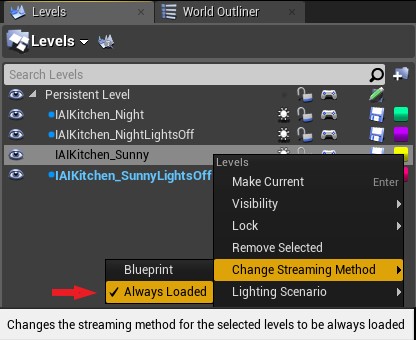 Levels World Outliner
Levels
Search Levels
Persistent Level
IAIKitchen_Night
IAIKitchen_NightLightsOff
IAIKitchen_Sunny
IAIKitchen_SunnyLightsOff
Levels
Make Current Enter
Visibility
Lock
Remove Selected
Blueprint Change Streaming Method
Always Loaded Lighting Scenario
Changes the streaming method for the selected levels to be always loaded